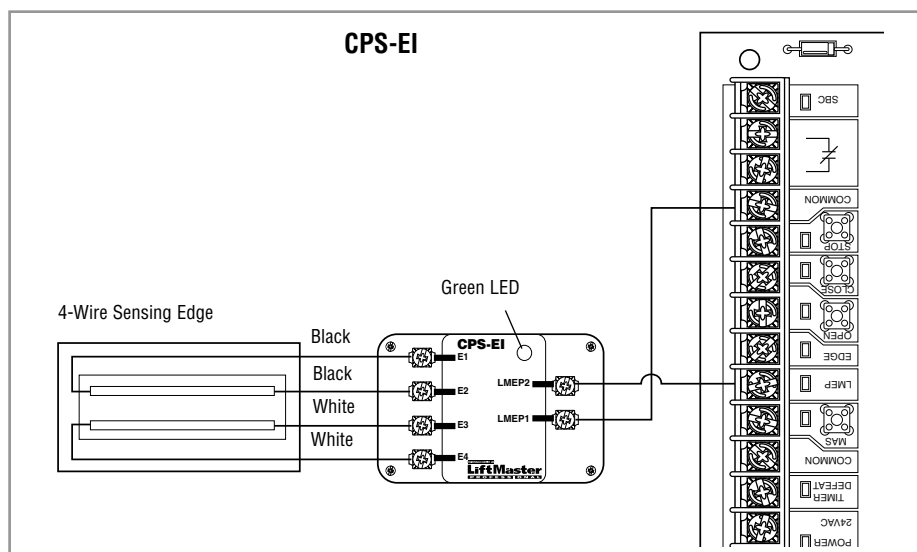 CPS-EI
4-Wire Sensing Edge
Black
Black
White
White
Green LED
CPS-EI
E1
E2
E3
E4
LMEP2
LMEP1
LiftMaster
PROFESSIONAL
SBC
COMMON
STOP
CLOSE
OPEN
EDGE
LMEP
MAS
COMMON
TIMER
DEFEAT
24VAC
POWER